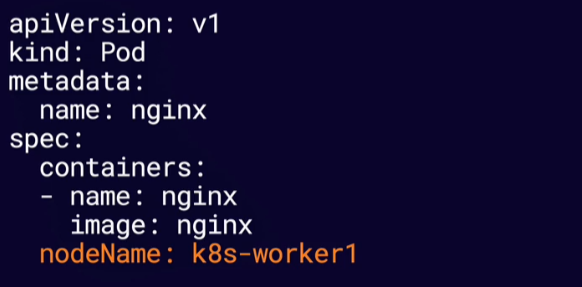 apiVersion: v1
kind: Pod
metadata:
  name: nginx
spec:
  containers:
  - name: nginx
    image: nginx
  nodeName: k8s-worker1